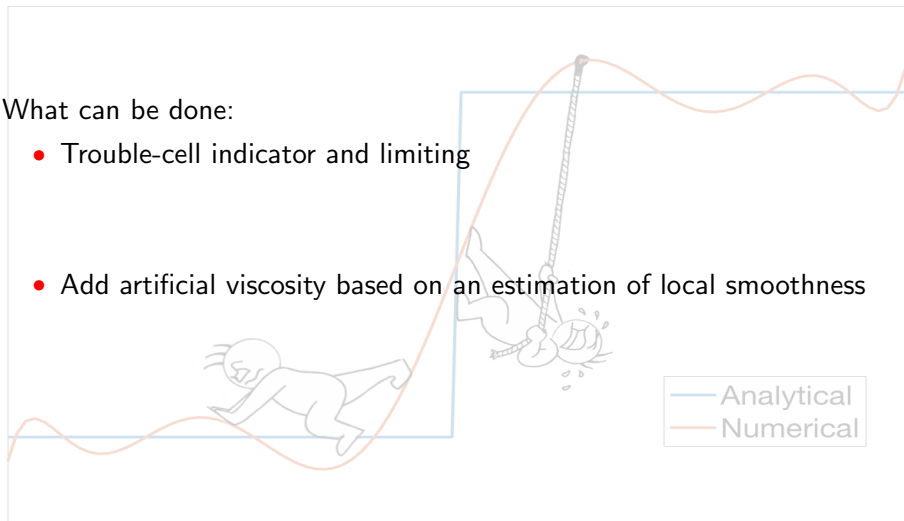 What can be done:
• Trouble-cell indicator and limiting
• Add artificial viscosity based on an estimation of local smoothness
Analytical
Numerical